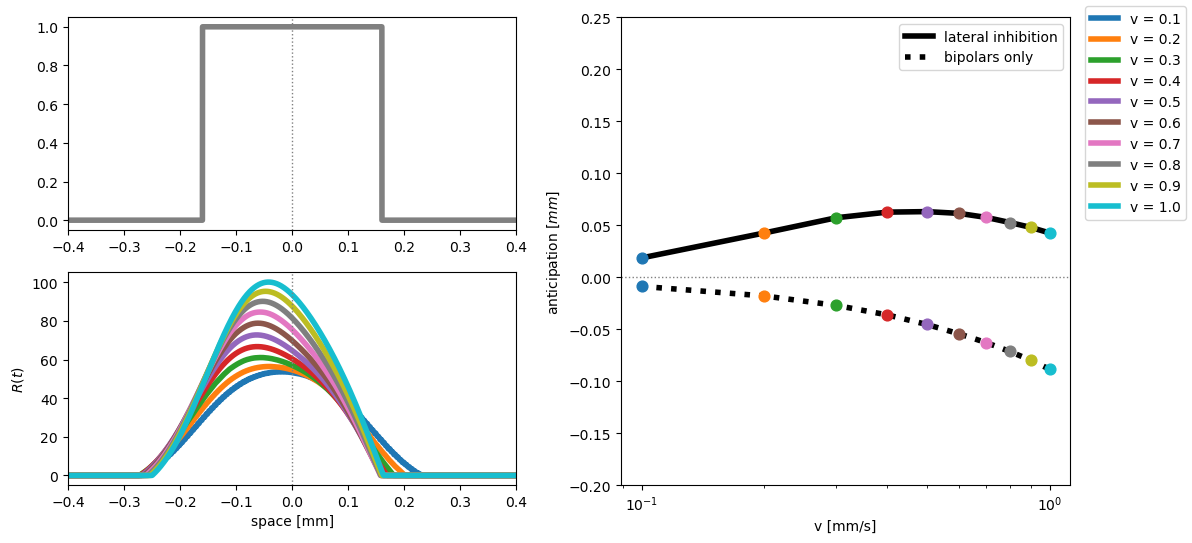 1.0
0.8
0.6
0.4
0.2
0.0
−0.4 −0.3 −0.2 −0.1 0.0 0.1 0.2 0.3 0.4
100
80
60
40
20
0
R(t)
−0.4 −0.3 −0.2 −0.1 0.0 0.1 0.2 0.3 0.4
space [mm]
0.25
0.20
0.15
0.10
0.05
0.00
−0.05
−0.10
−0.15
−0.20
anticipation [mm]
10⁻¹ 10⁰
v [mm/s]
lateral inhibition
bipolars only
v = 0.1
v = 0.2
v = 0.3
v = 0.4
v = 0.5
v = 0.6
v = 0.7
v = 0.8
v = 0.9
v = 1.0